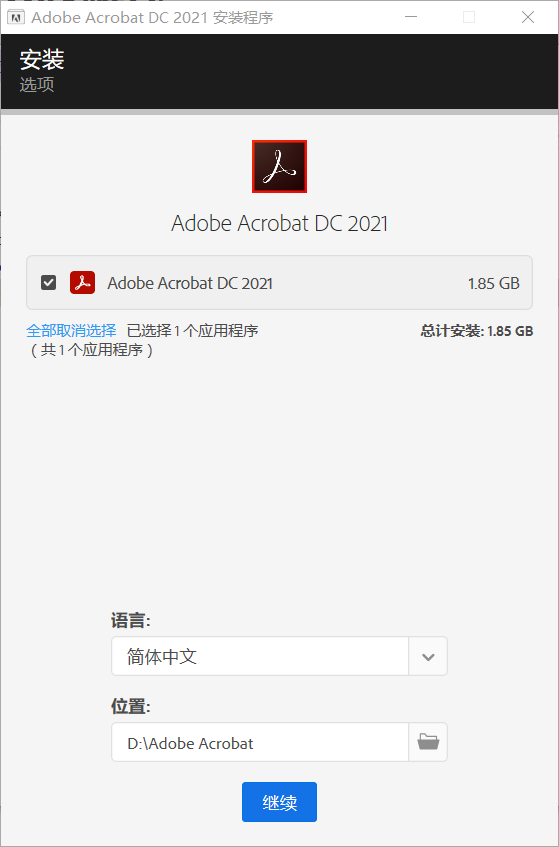 Adobe Acrobat DC 2021 安装程序
安装
选项
Adobe Acrobat DC 2021
Adobe Acrobat DC 2021 1.85 GB
全部取消选择 已选择 1 个应用程序 总计安装: 1.85 GB
（共 1 个应用程序）
语言:
简体中文
位置:
D:\Adobe Acrobat
继续